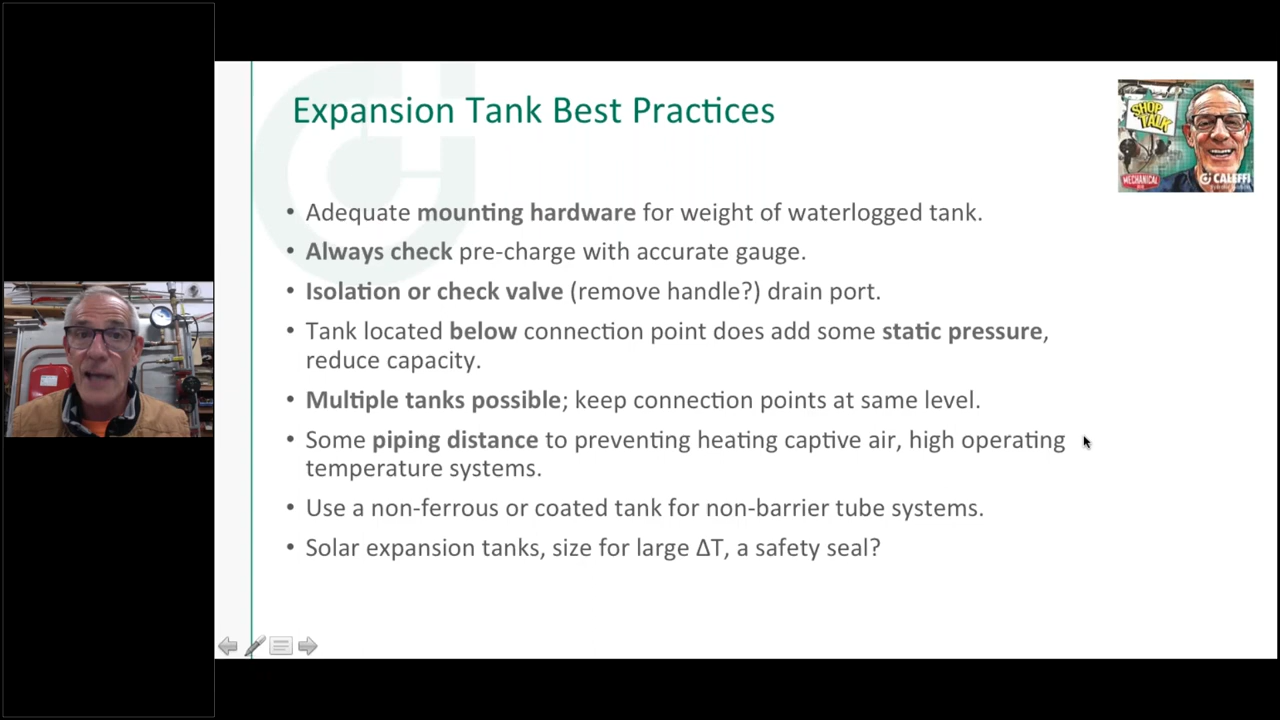 Expansion Tank Best Practices
SHOP
TALK
MECHANICAL
CALEFFI
• Adequate mounting hardware for weight of waterlogged tank.
• Always check pre-charge with accurate gauge.
• Isolation or check valve (remove handle?) drain port.
• Tank located below connection point does add some static pressure,
reduce capacity.
• Multiple tanks possible; keep connection points at same level.
• Some piping distance to preventing heating captive air, high operating
temperature systems.
• Use a non-ferrous or coated tank for non-barrier tube systems.
• Solar expansion tanks, size for large ΔT, a safety seal?